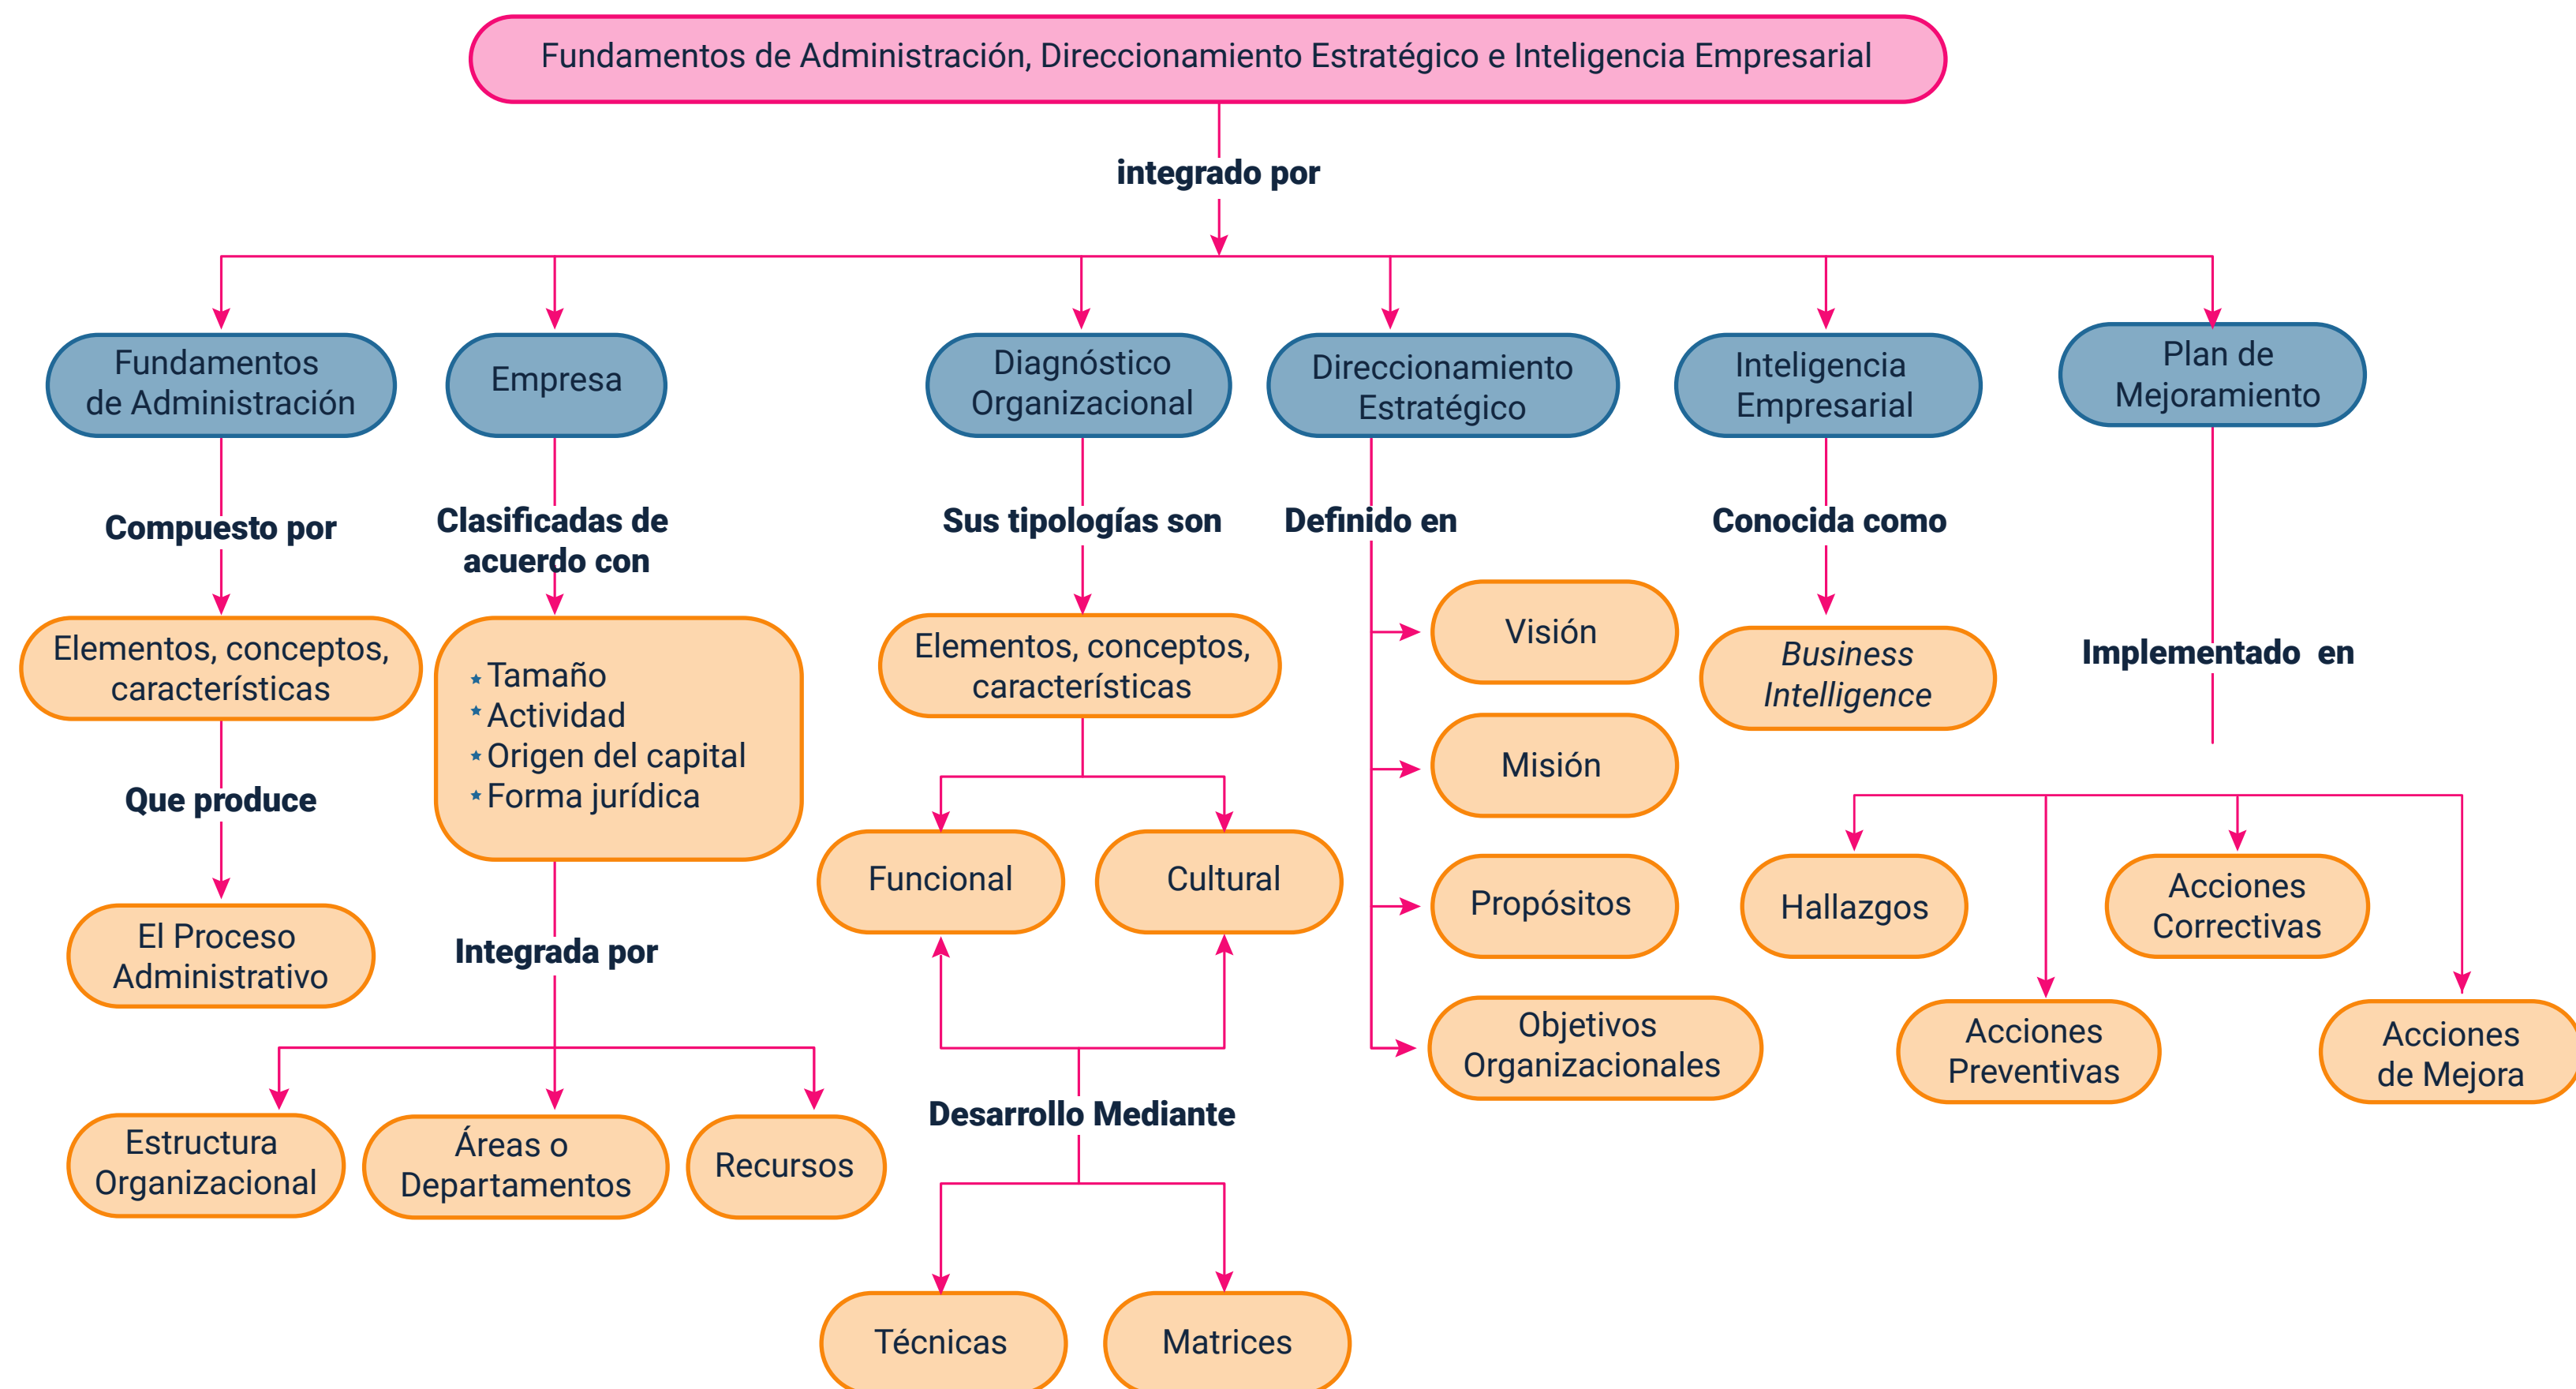 Fundamentos de Administración, Direccionamiento Estratégico e Inteligencia Empresarial
integrado por
Fundamentos
de Administración
Empresa
Diagnóstico
Organizacional
Direccionamiento
Estratégico
Inteligencia
Empresarial
Plan de
Mejoramiento
Compuesto por
Clasificadas de
acuerdo con
Sus tipologías son
Definido en
Conocida como
Implementado en
Elementos, conceptos,
características
Tamaño
Actividad
Origen del capital
Forma jurídica
Elementos, conceptos,
características
Visión
Misión
Propósitos
Objetivos
Organizacionales
Business
Intelligence
Que produce
El Proceso
Administrativo
Integrada por
Funcional
Cultural
Hallazgos
Acciones
Correctivas
Acciones
Preventivas
Acciones
de Mejora
Estructura
Organizacional
Áreas o
Departamentos
Recursos
Desarrollo Mediante
Técnicas
Matrices